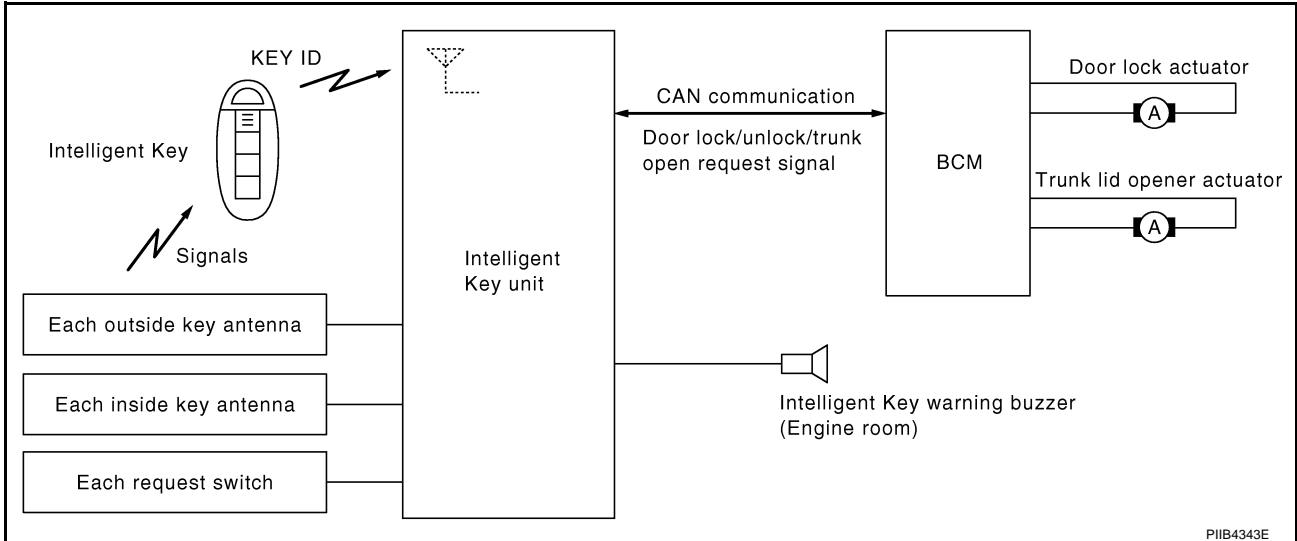 KEY ID
Intelligent Key
Signals
Each outside key antenna
Each inside key antenna
Each request switch
Intelligent
Key unit
CAN communication
Door lock/unlock/trunk
open request signal
BCM
Door lock actuator
A
Trunk lid opener actuator
A
Intelligent Key warning buzzer
(Engine room)
PIIB4343E